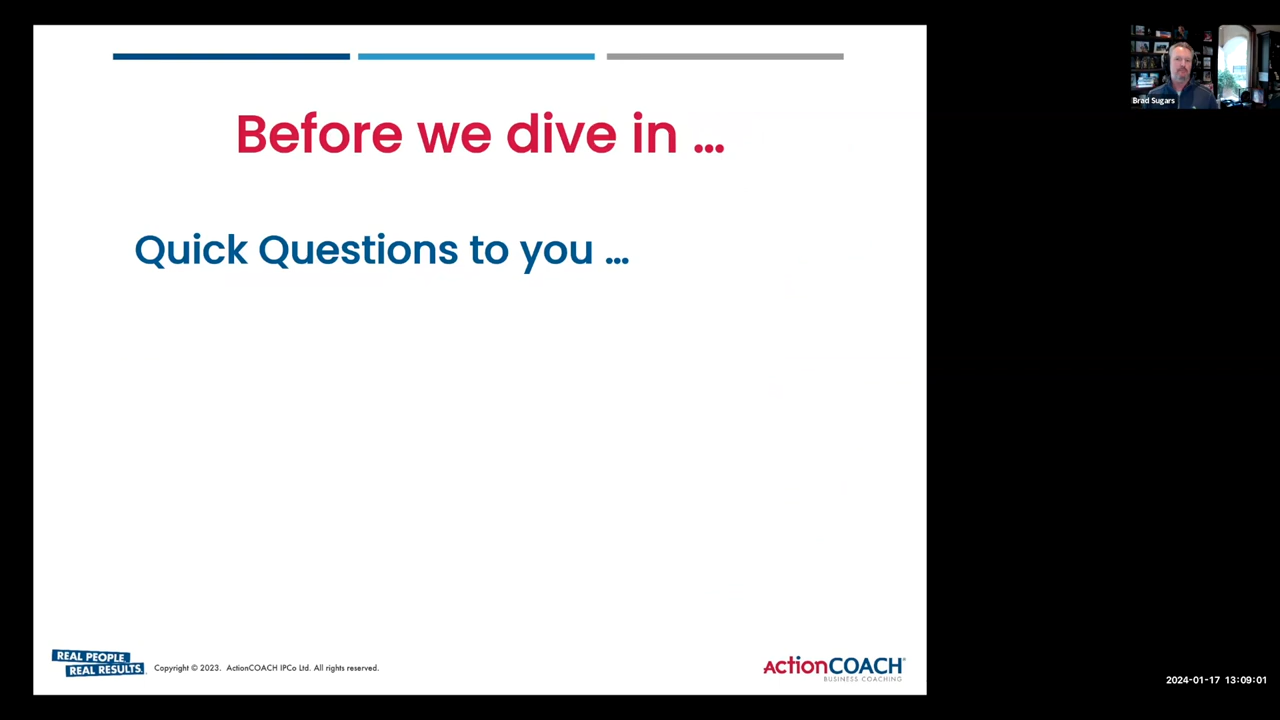 Before we dive in ...
Quick Questions to you ...
Brad Sugars
REAL PEOPLE.
REAL RESULTS.
Copyright © 2023. ActionCOACH IPCo Ltd. All rights reserved.
actionCOACH®
BUSINESS COACHING
2024-01-17 13:09:01